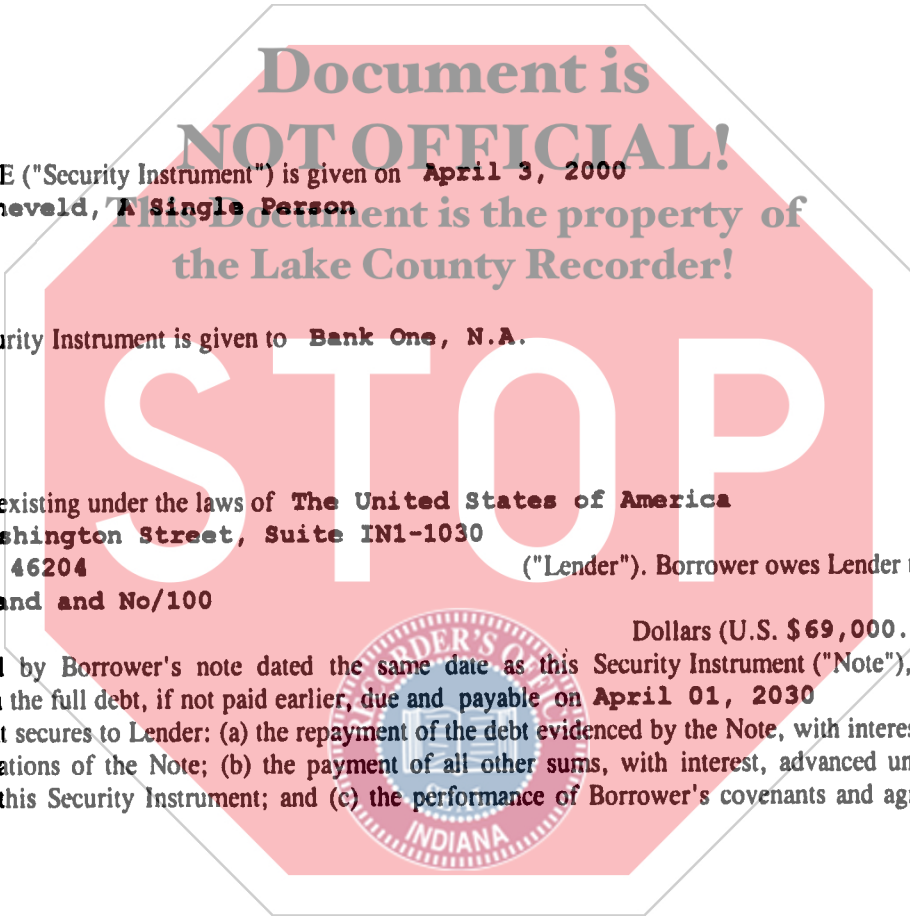 Document is
NOT OFFICIAL!
E ("Security Instrument") is given on April 3, 2000
neveld, A Single Person
This Document is the property of
the Lake County Recorder!
urity Instrument is given to Bank One, N.A.
STOP
existing under the laws of The United States of America
shington Street, Suite IN1-1030
46204 ("Lender"). Borrower owes Lender t
and and No/100
Dollars (U.S. $69,000.
d by Borrower's note dated the same date as this Security Instrument ("Note"),
the full debt, if not paid earlier, due and payable on April 01, 2030
t secures to Lender: (a) the repayment of the debt evidenced by the Note, with interes
ations of the Note; (b) the payment of all other sums, with interest, advanced un
this Security Instrument; and (c) the performance of Borrower's covenants and agr
RECORDER'S OFFICE
INDIANA